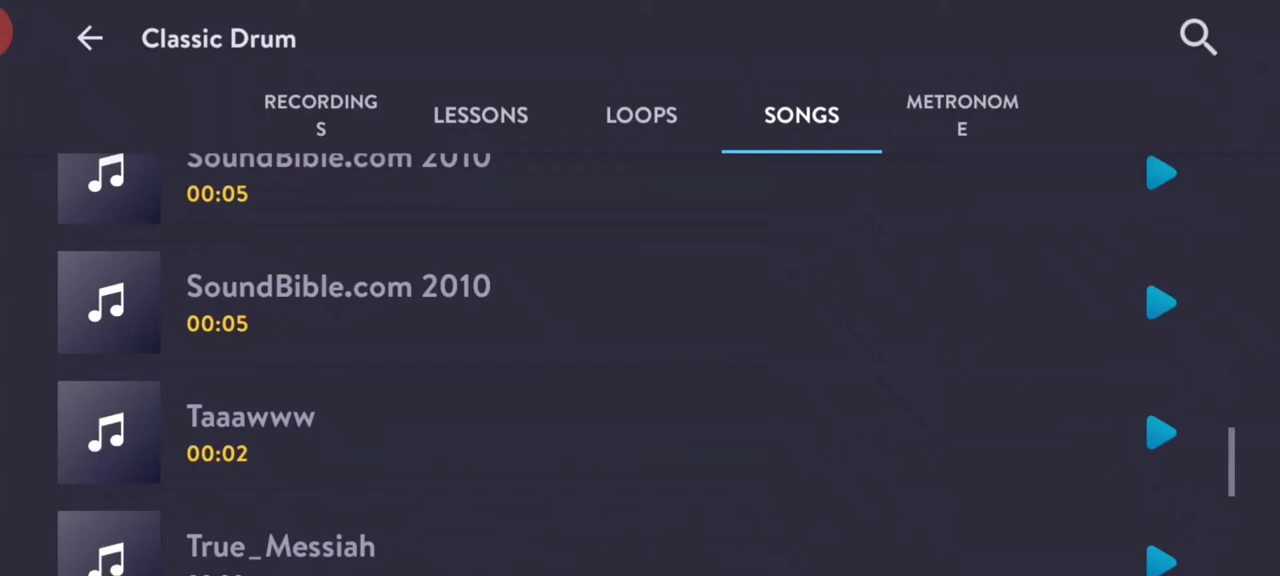 Classic Drum
RECORDING
S
LESSONS
LOOPS
SONGS
METRONOM
E
SoundBible.com 2010
00:05
SoundBible.com 2010
00:05
Taaawww
00:02
True_Messiah